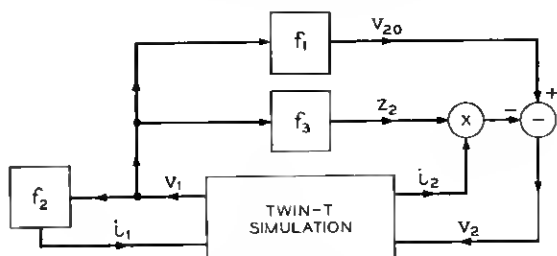 f1
v20
+
f3
z2
x
−
−
f2
v1
i2
TWIN-T
SIMULATION
i1
v2